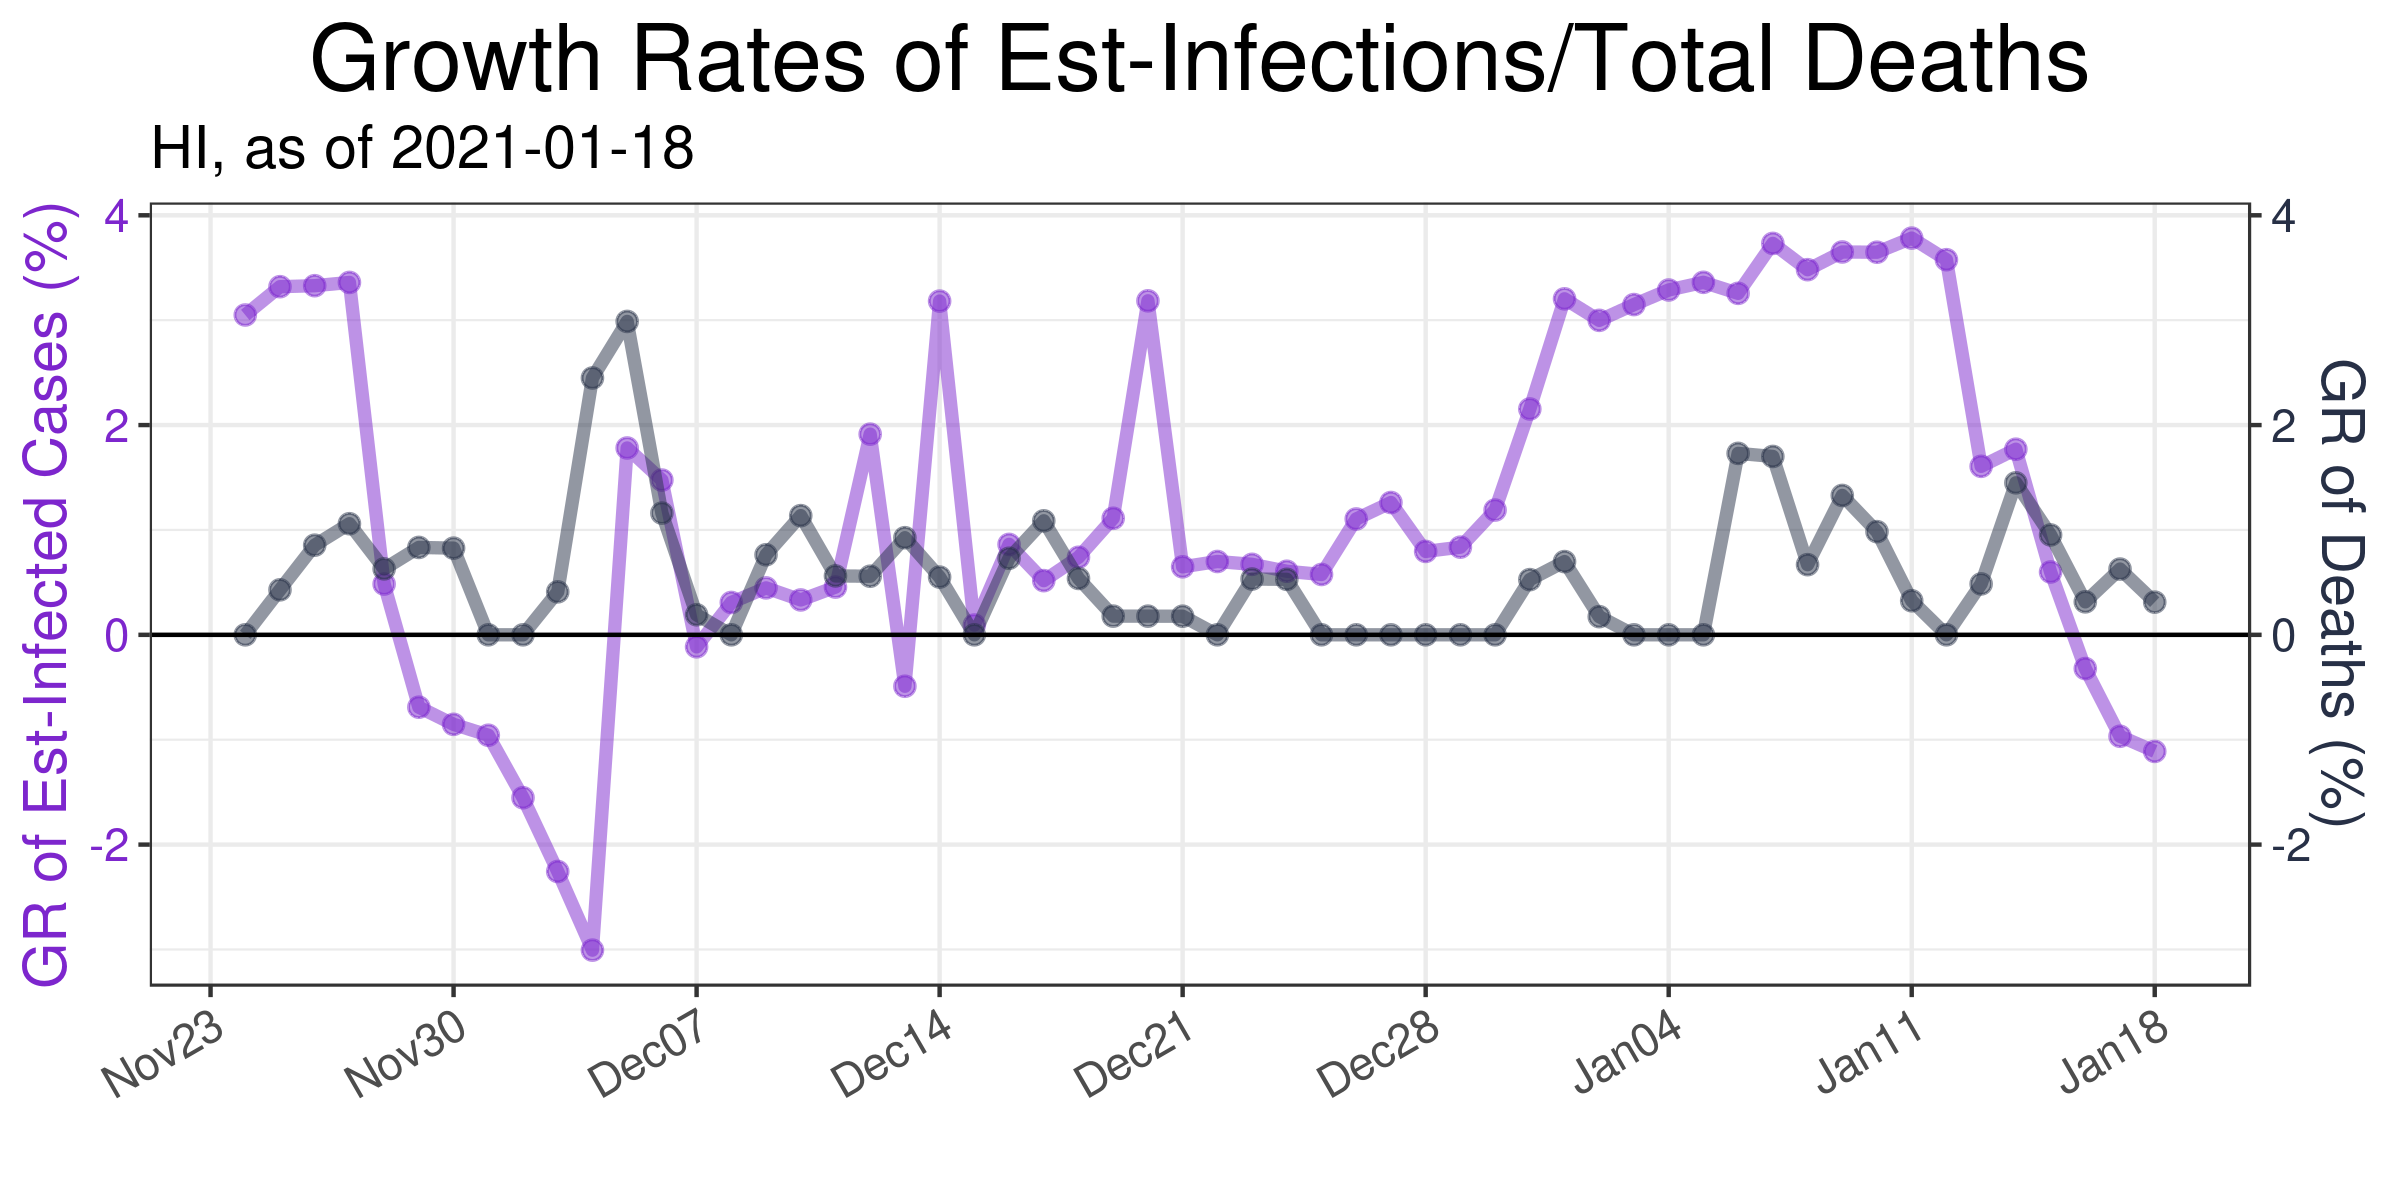 Growth Rates of Est-Infections/Total Deaths
HI, as of 2021-01-18
GR of Est-Infected Cases (%)
4
2
0
-2
4
2
0
-2
GR of Deaths (%)
Nov23
Nov30
Dec07
Dec14
Dec21
Dec28
Jan04
Jan11
Jan18